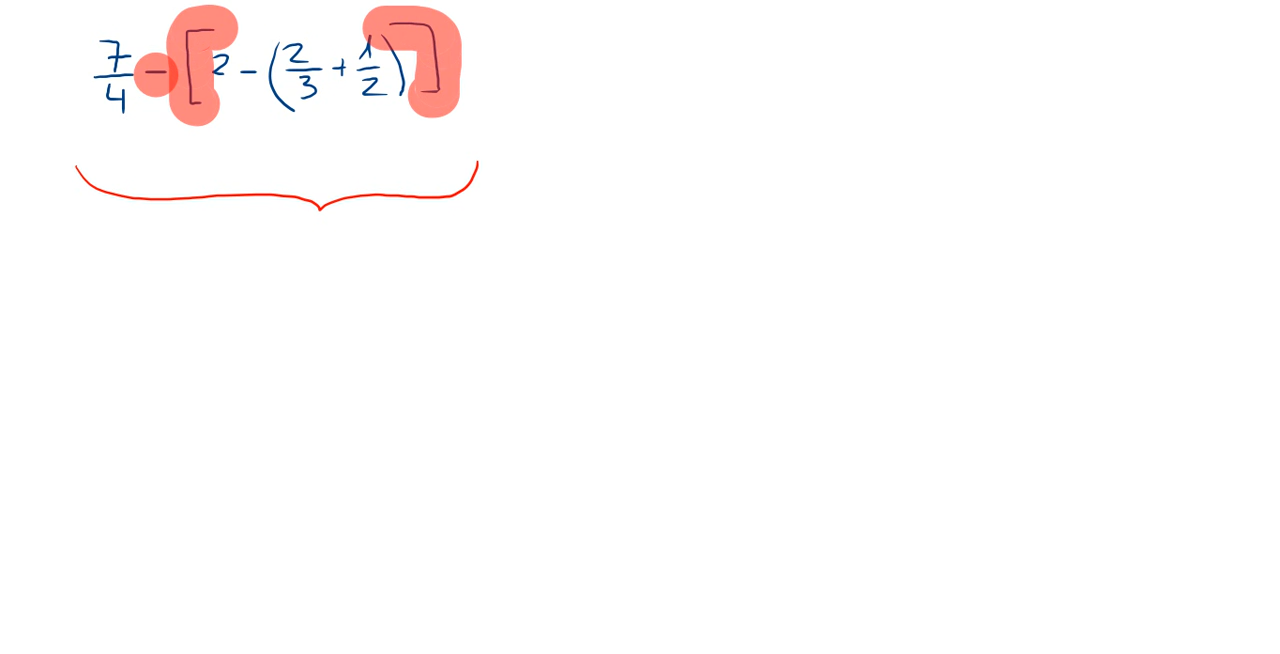 7/4 - [2 - (2/3 + 1/2)]